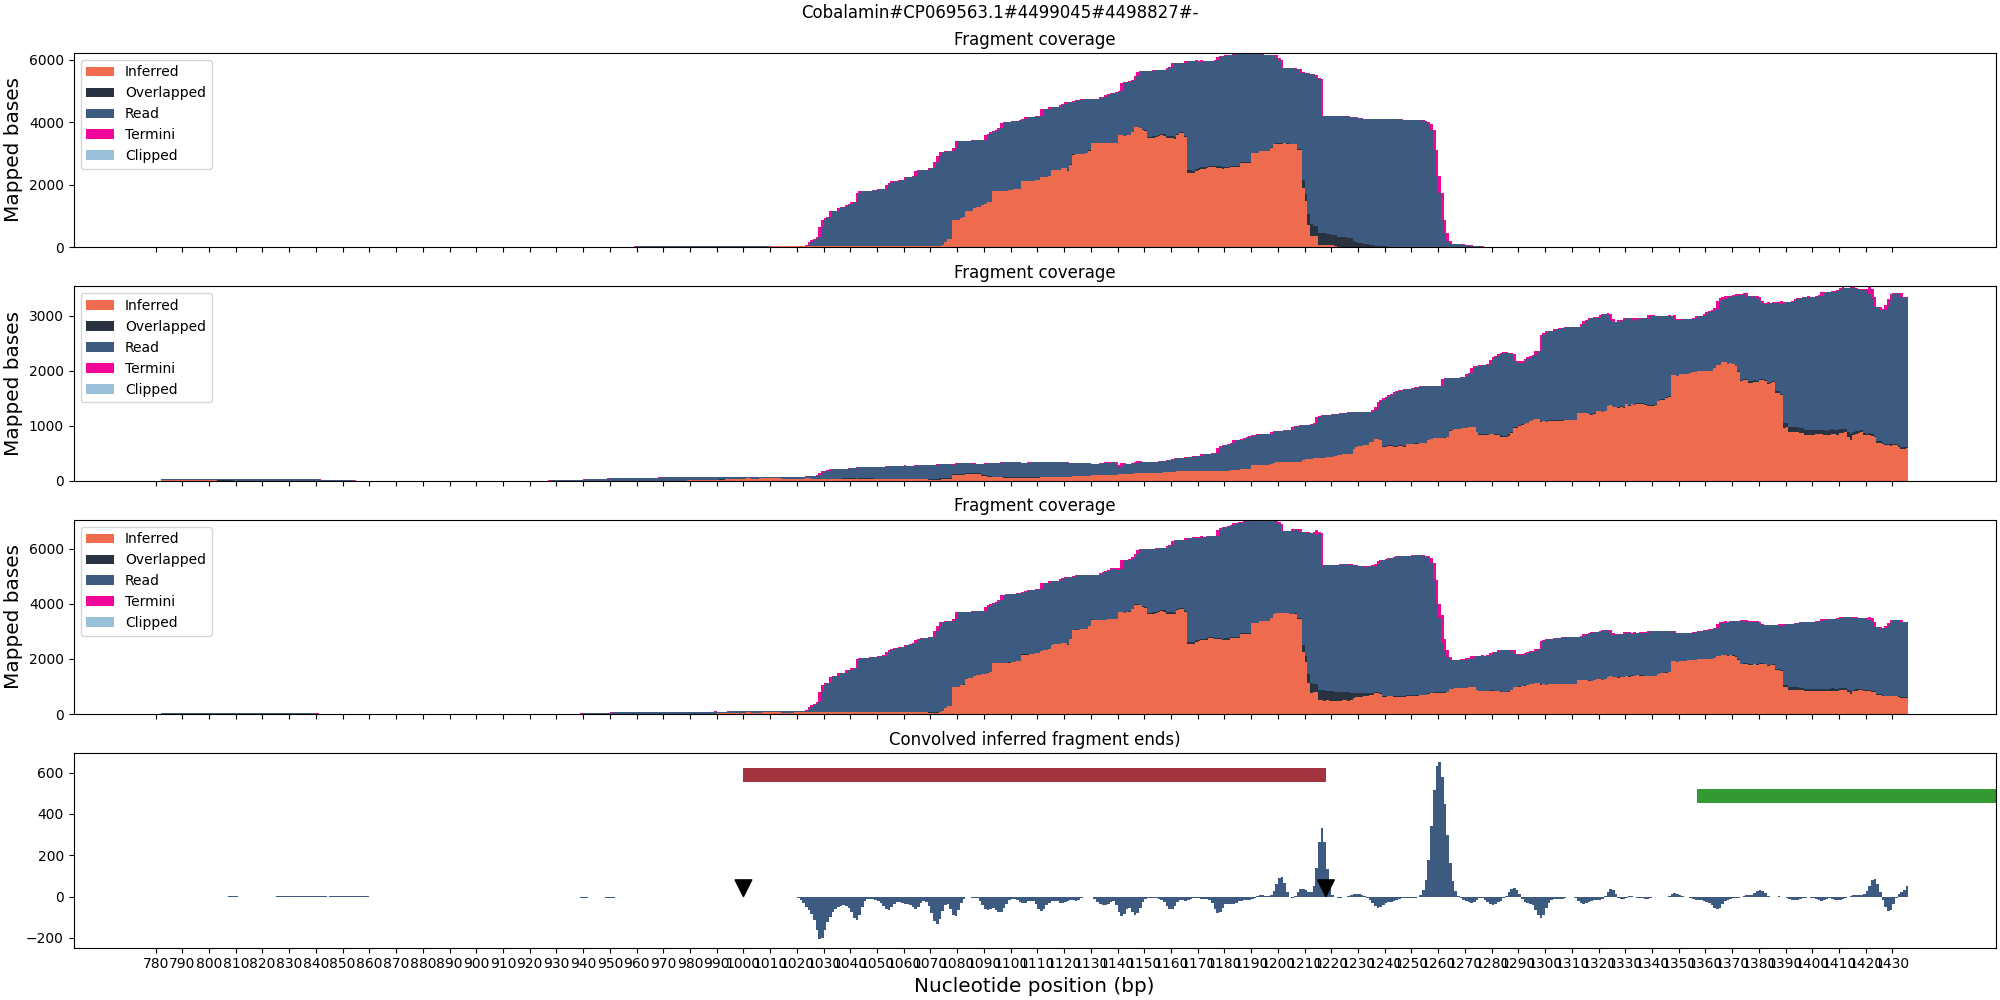 Cobalamin#CP069563.1#4499045#4498827#-
Fragment coverage
Mapped bases
6000
4000
2000
0
Inferred
Overlapped
Read
Termini
Clipped
Fragment coverage
Mapped bases
3000
2000
1000
0
Inferred
Overlapped
Read
Termini
Clipped
Fragment coverage
Mapped bases
6000
4000
2000
0
Inferred
Overlapped
Read
Termini
Clipped
Convolved inferred fragment ends)
600
400
200
0
−200
780 790 800 810 820 830 840 850 860 870 880 890 900 910 920 930 940 950 960 970 980 990 1000 1010 1020 1030 1040 1050 1060 1070 1080 1090 1100 1110 1120 1130 1140 1150 1160 1170 1180 1190 1200 1210 1220 1230 1240 1250 1260 1270 1280 1290 1300 1310 1320 1330 1340 1350 1360 1370 1380 1390 1400 1410 1420 1430
Nucleotide position (bp)